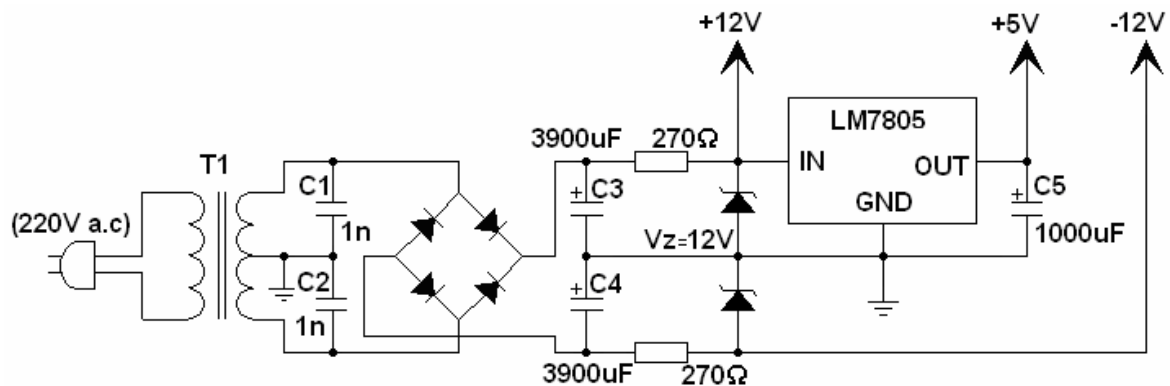 +12V
+5V
-12V
LM7805
3900uF
270Ω
IN
OUT
T1
C1
C3
C5
(220V a.c)
GND
1n
Vz=12V
1000uF
C2
C4
1n
3900uF
270Ω